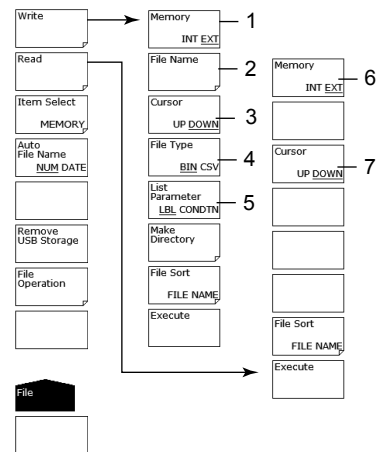 Write
Read
Item Select
MEMORY
Auto
File Name
NUM DATE
Remove
USB Storage
File
Operation
File
Memory
INT EXT
1
File Name
2
Cursor
UP DOWN
3
File Type
BIN CSV
4
List
Parameter
LBL CONDTN
5
Make
Directory
File Sort
FILE NAME
Execute
Memory
INT EXT
6
Cursor
UP DOWN
7
File Sort
FILE NAME
Execute